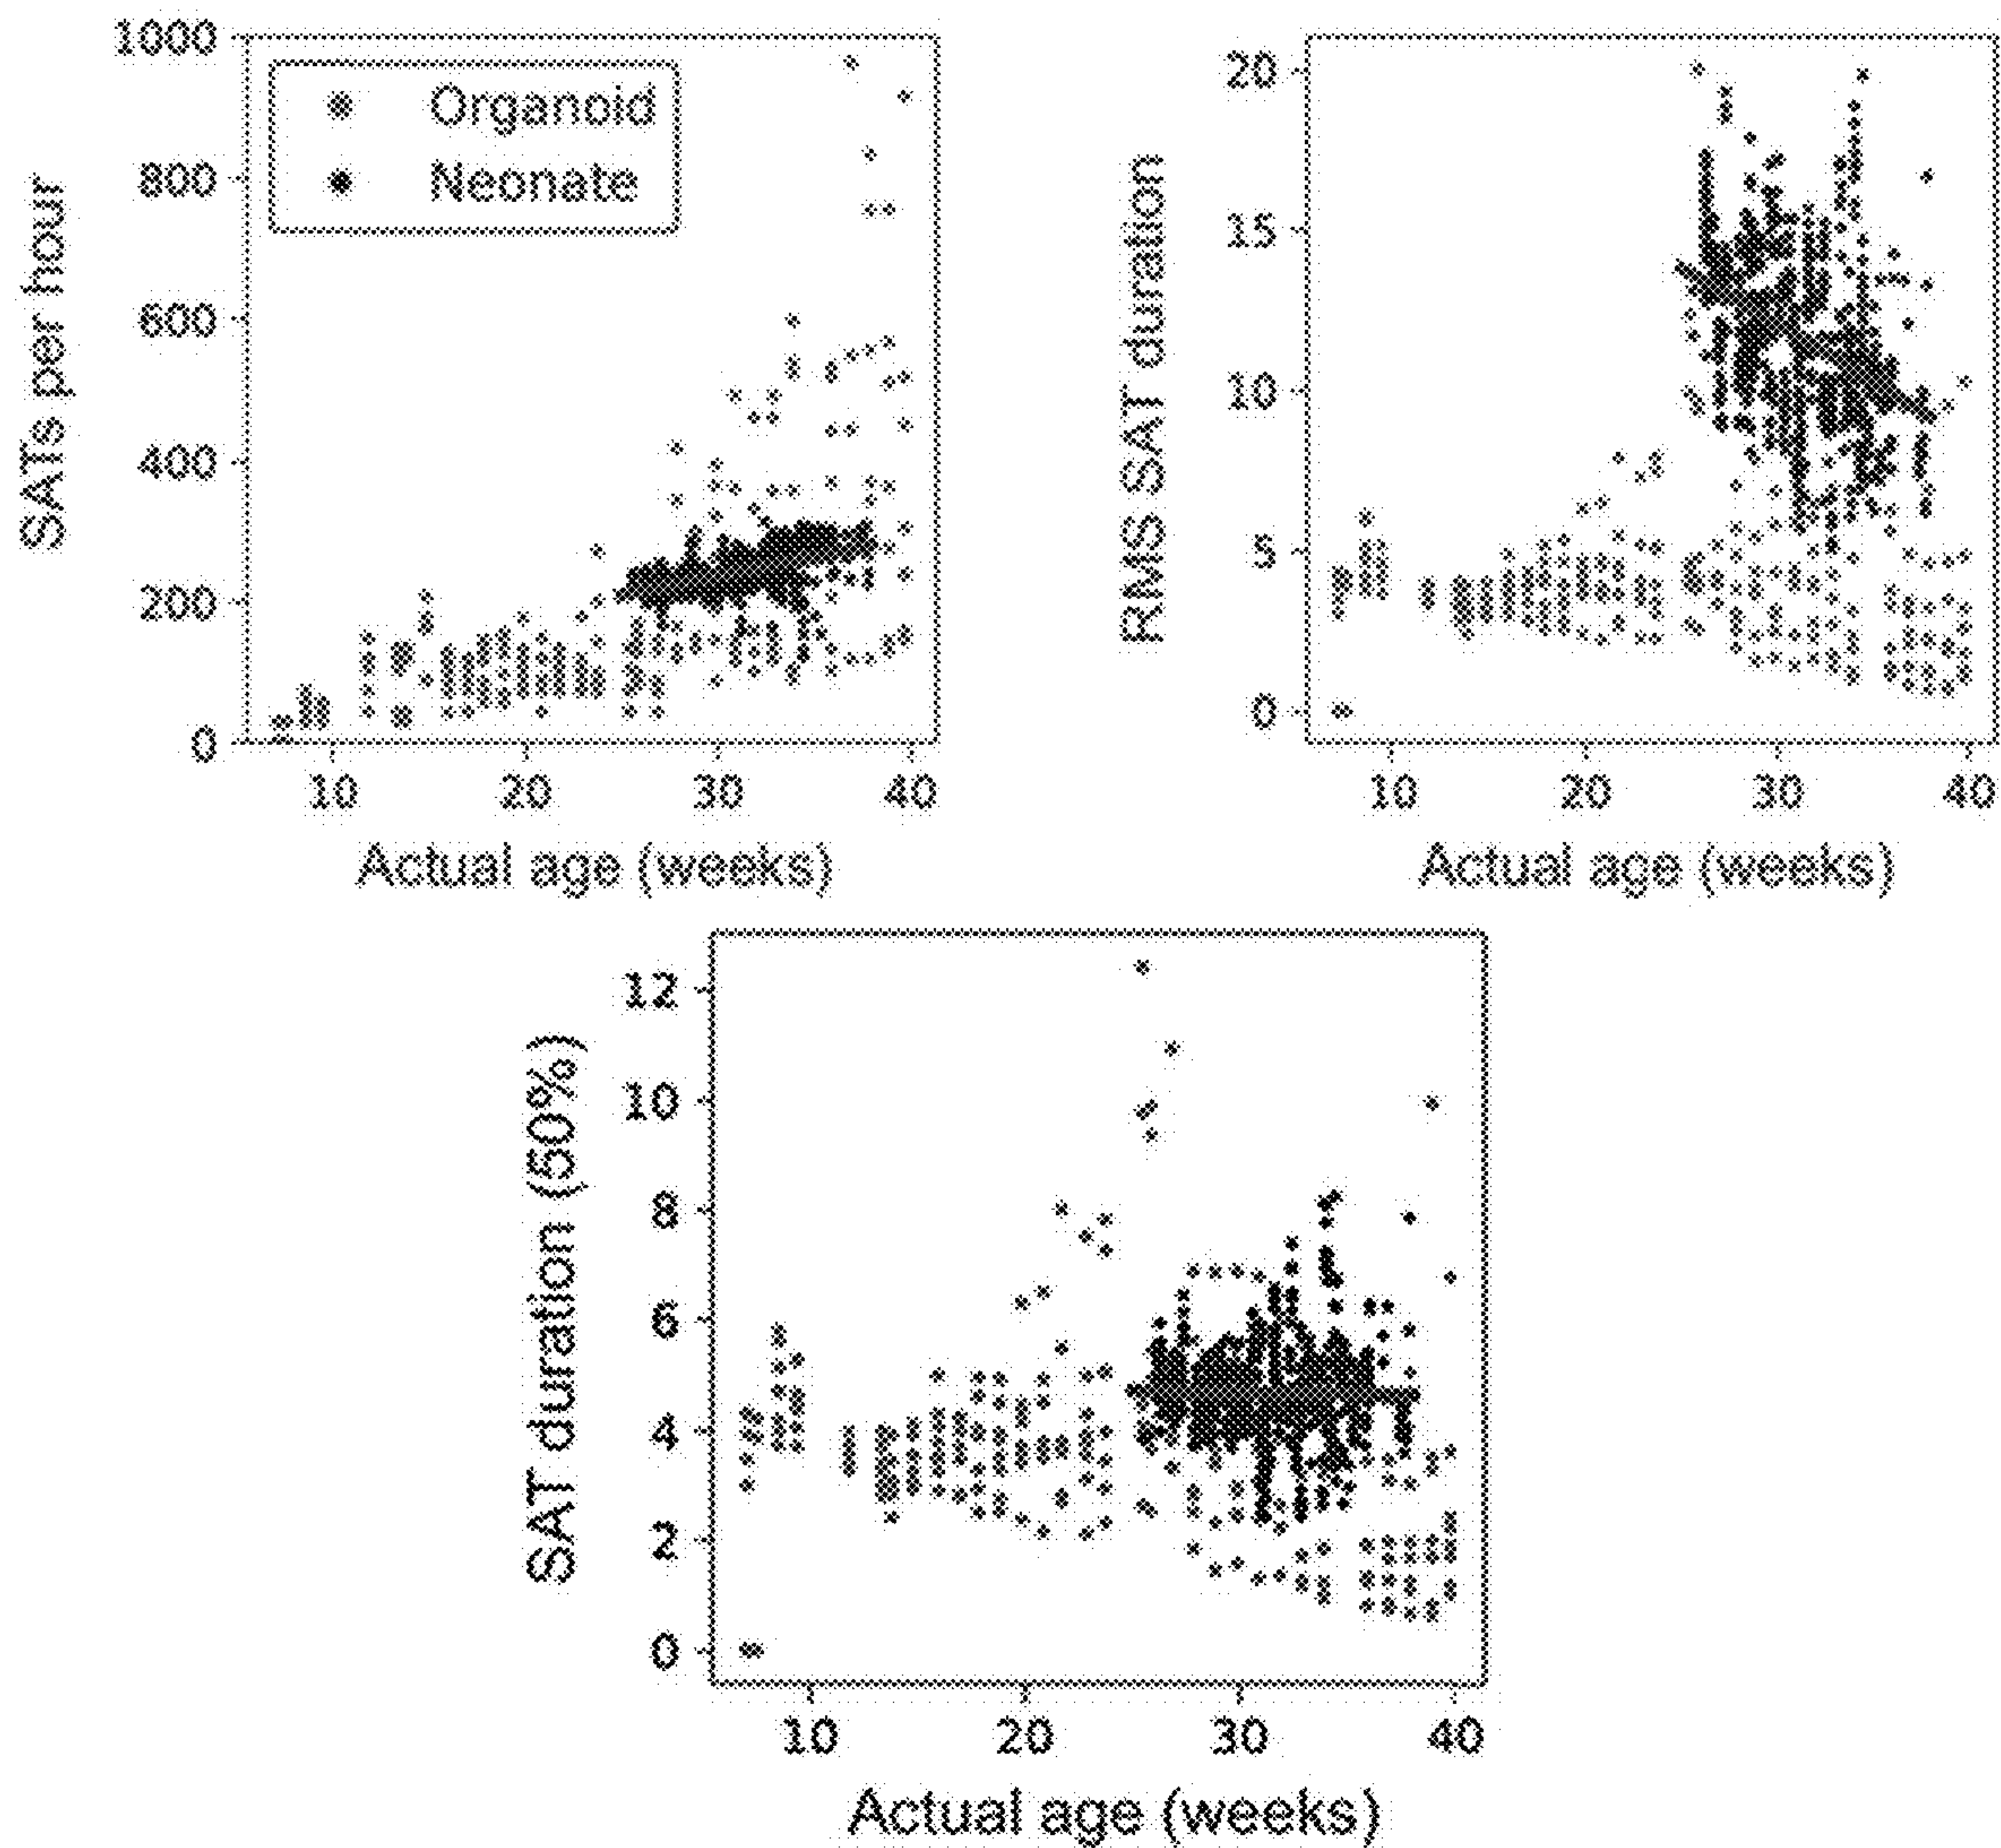 SATs per hour
1000
800
600
400
200
0
Organoid
Neonate
10 20 30 40
Actual age (weeks)
RMS SAT duration
20
15
10
5
0
10 20 30 40
Actual age (weeks)
SAT duration (50%)
12
10
8
6
4
2
0
10 20 30 40
Actual age (weeks)